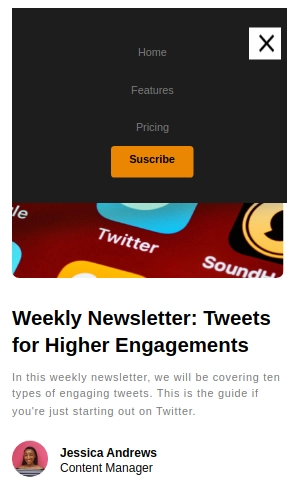 Home
Features
Pricing
Suscribe
le
Twitter
SoundH
Weekly Newsletter: Tweets
for Higher Engagements
In this weekly newsletter, we will be covering ten
types of engaging tweets. This is the guide if
you're just starting out on Twitter.
Jessica Andrews
Content Manager